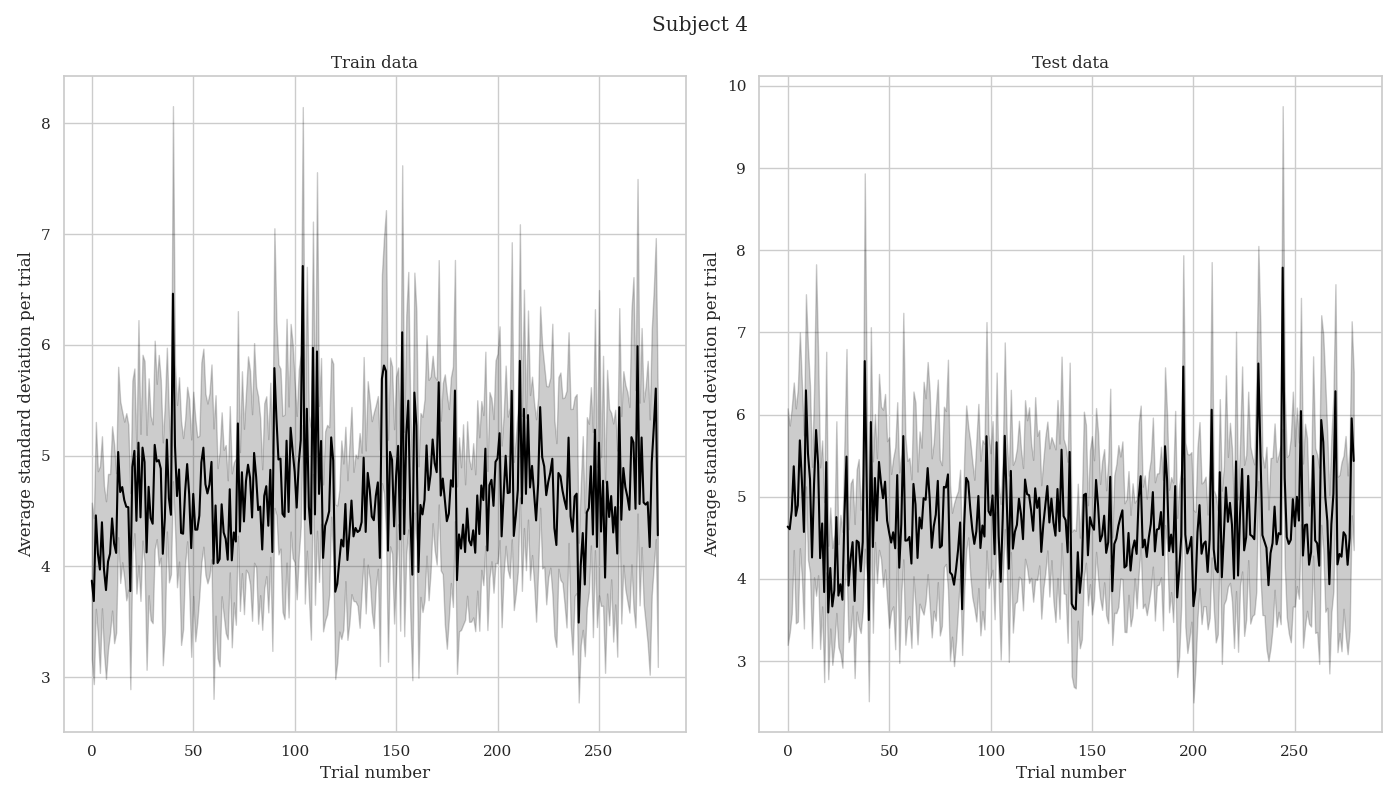 Subject 4
Train data
Average standard deviation per trial
8
7
6
5
4
3
0 50 100 150 200 250
Trial number
Test data
Average standard deviation per trial
10
9
8
7
6
5
4
3
0 50 100 150 200 250
Trial number